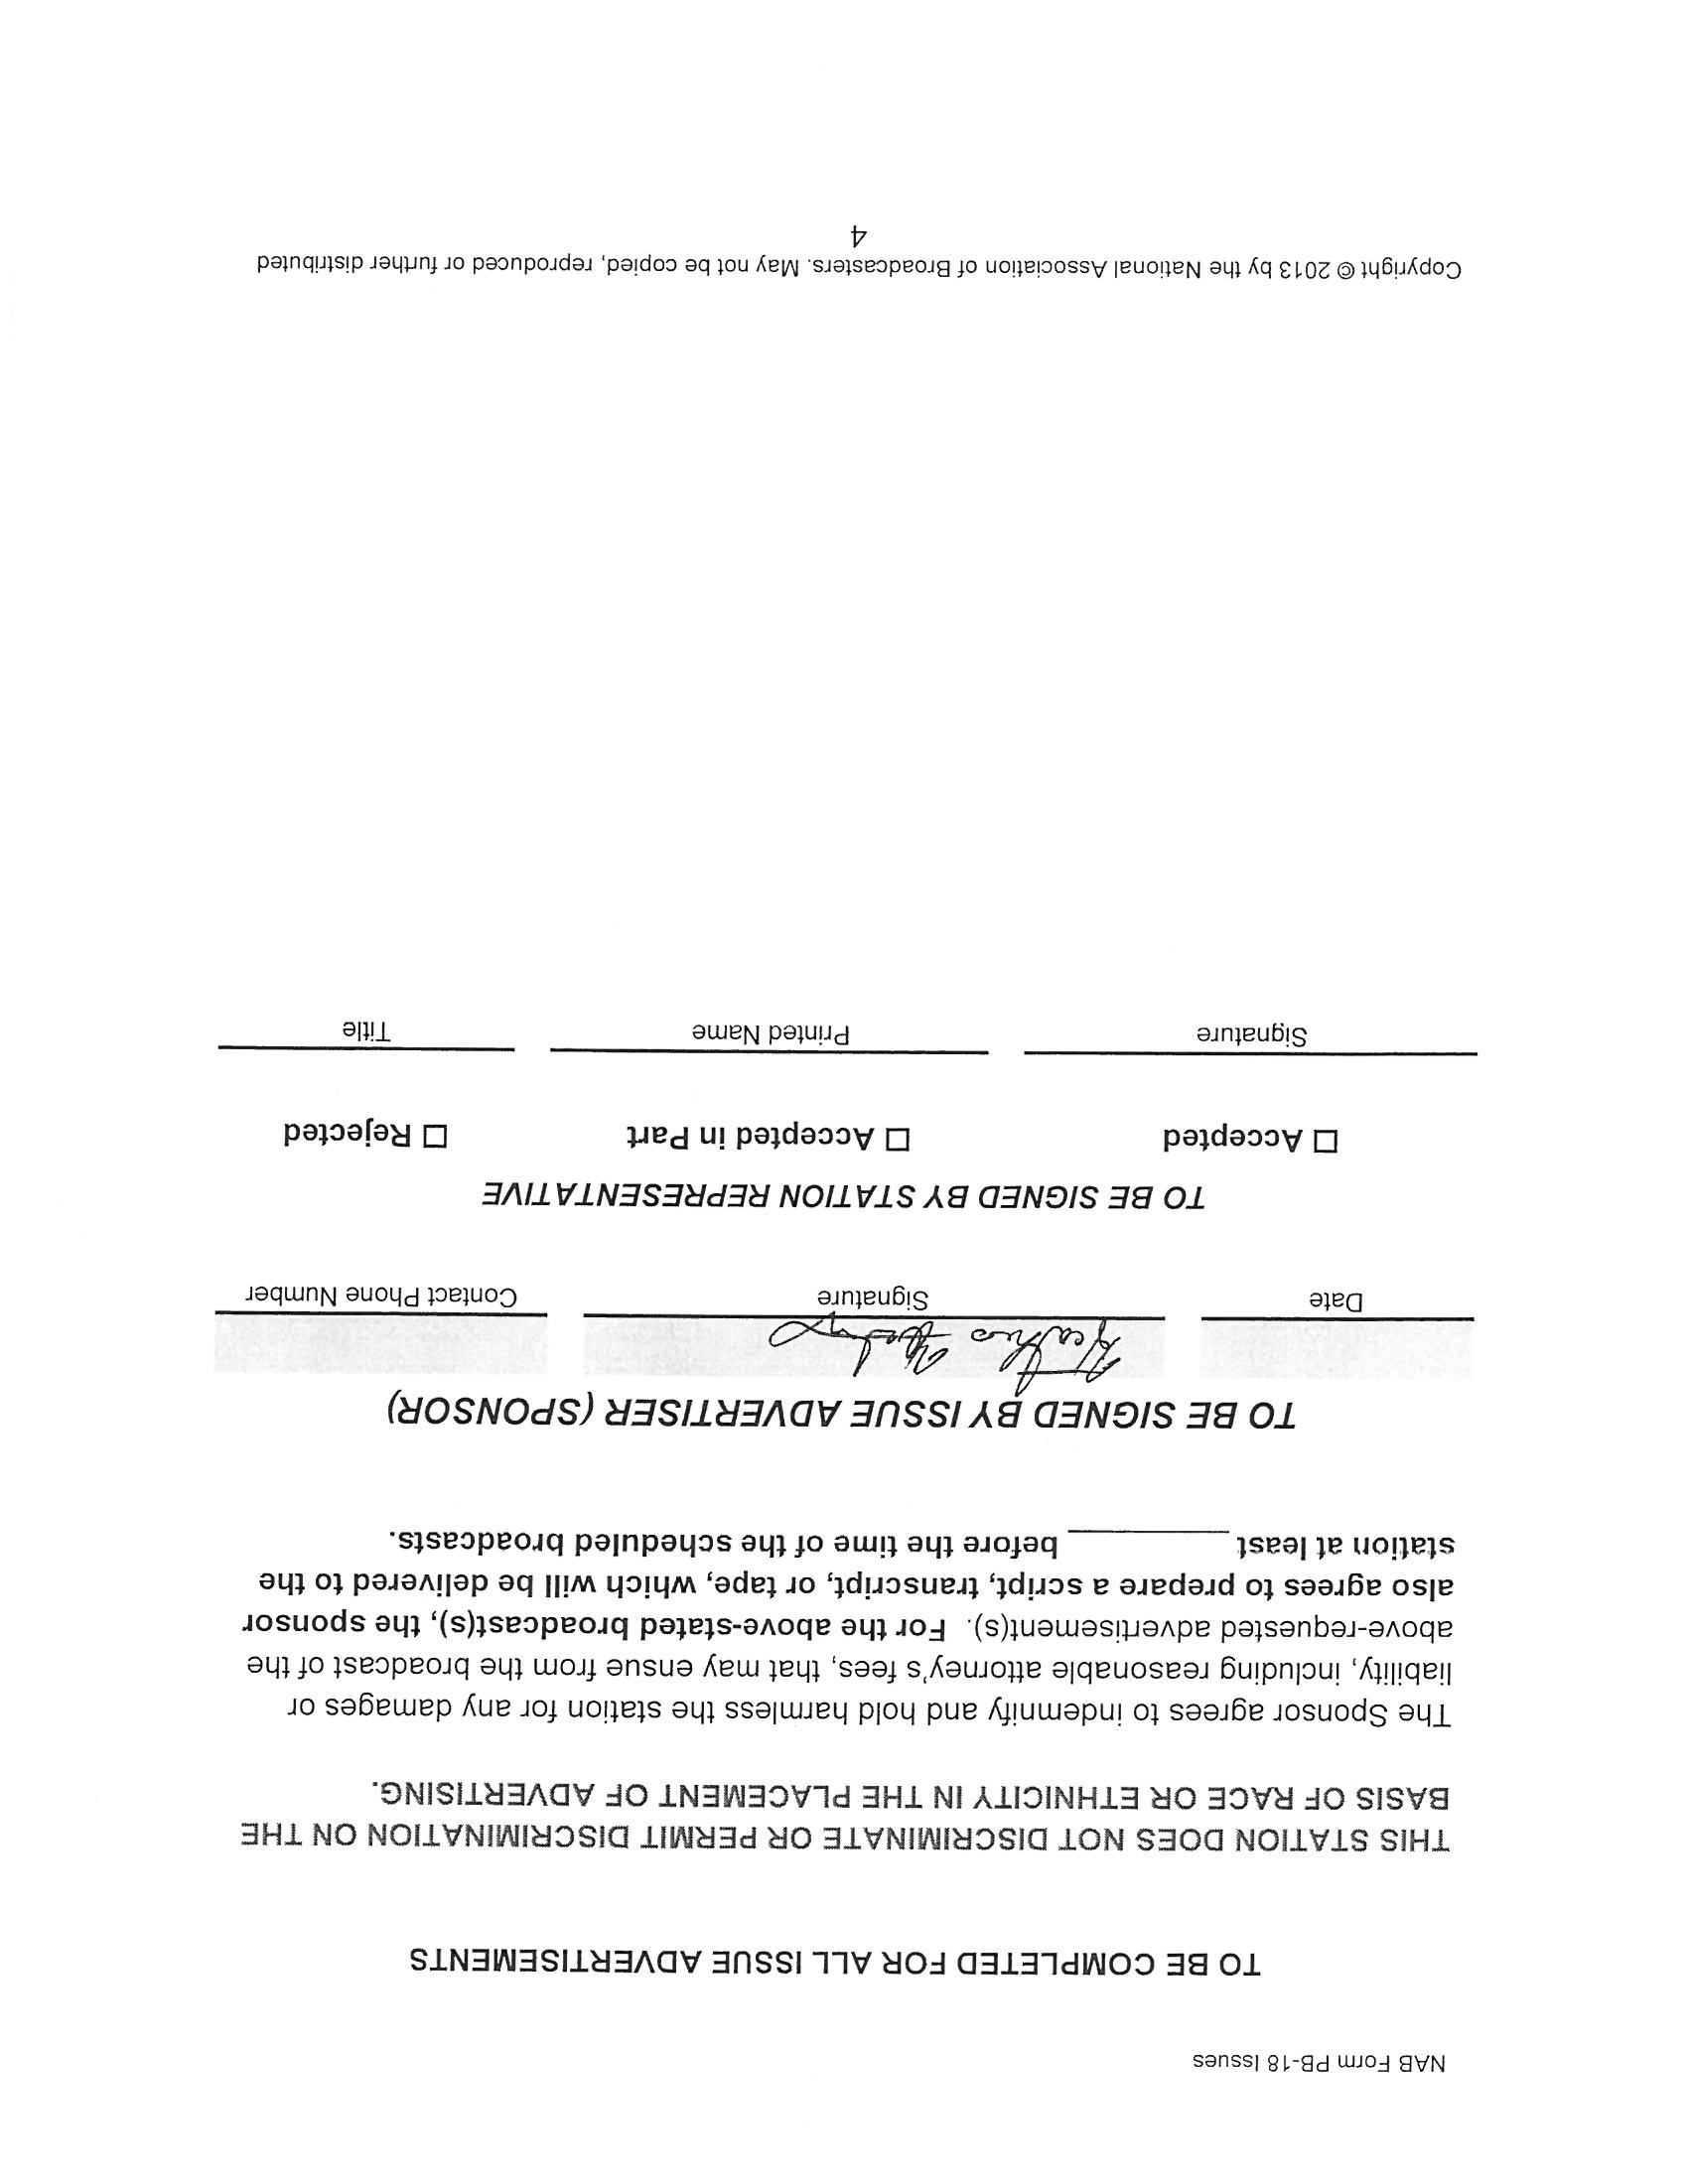 NAB Form PB-18 Issues
TO BE COMPLETED FOR ALL ISSUE ADVERTISEMENTS
THIS STATION DOES NOT DISCRIMINATE OR PERMIT DISCRIMINATION ON THE
BASIS OF RACE OR ETHNICITY IN THE PLACEMENT OF ADVERTISING.
The Sponsor agrees to indemnify and hold harmless the station for any damages or
liability, including reasonable attorney's fees, that may ensue from the broadcast of the
above-requested advertisement(s). For the above-stated broadcast(s), the sponsor
also agrees to prepare a script, transcript, or tape, which will be delivered to the
station at least __________ before the time of the scheduled broadcasts.
TO BE SIGNED BY ISSUE ADVERTISER (SPONSOR)
Date Signature Contact Phone Number
TO BE SIGNED BY STATION REPRESENTATIVE
☐ Accepted ☐ Accepted in Part ☐ Rejected
Signature Printed Name Title
Copyright © 2013 by the National Association of Broadcasters. May not be copied, reproduced or further distributed
4